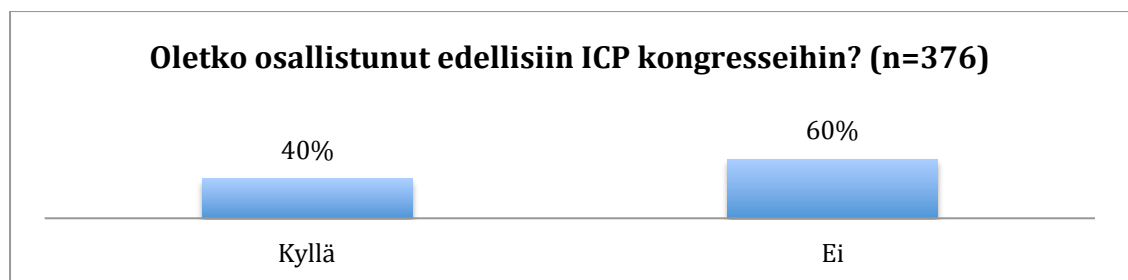 Oletko osallistunut edellisiin ICP kongresseihin? (n=376)
60%
40%
Kyllä Ei